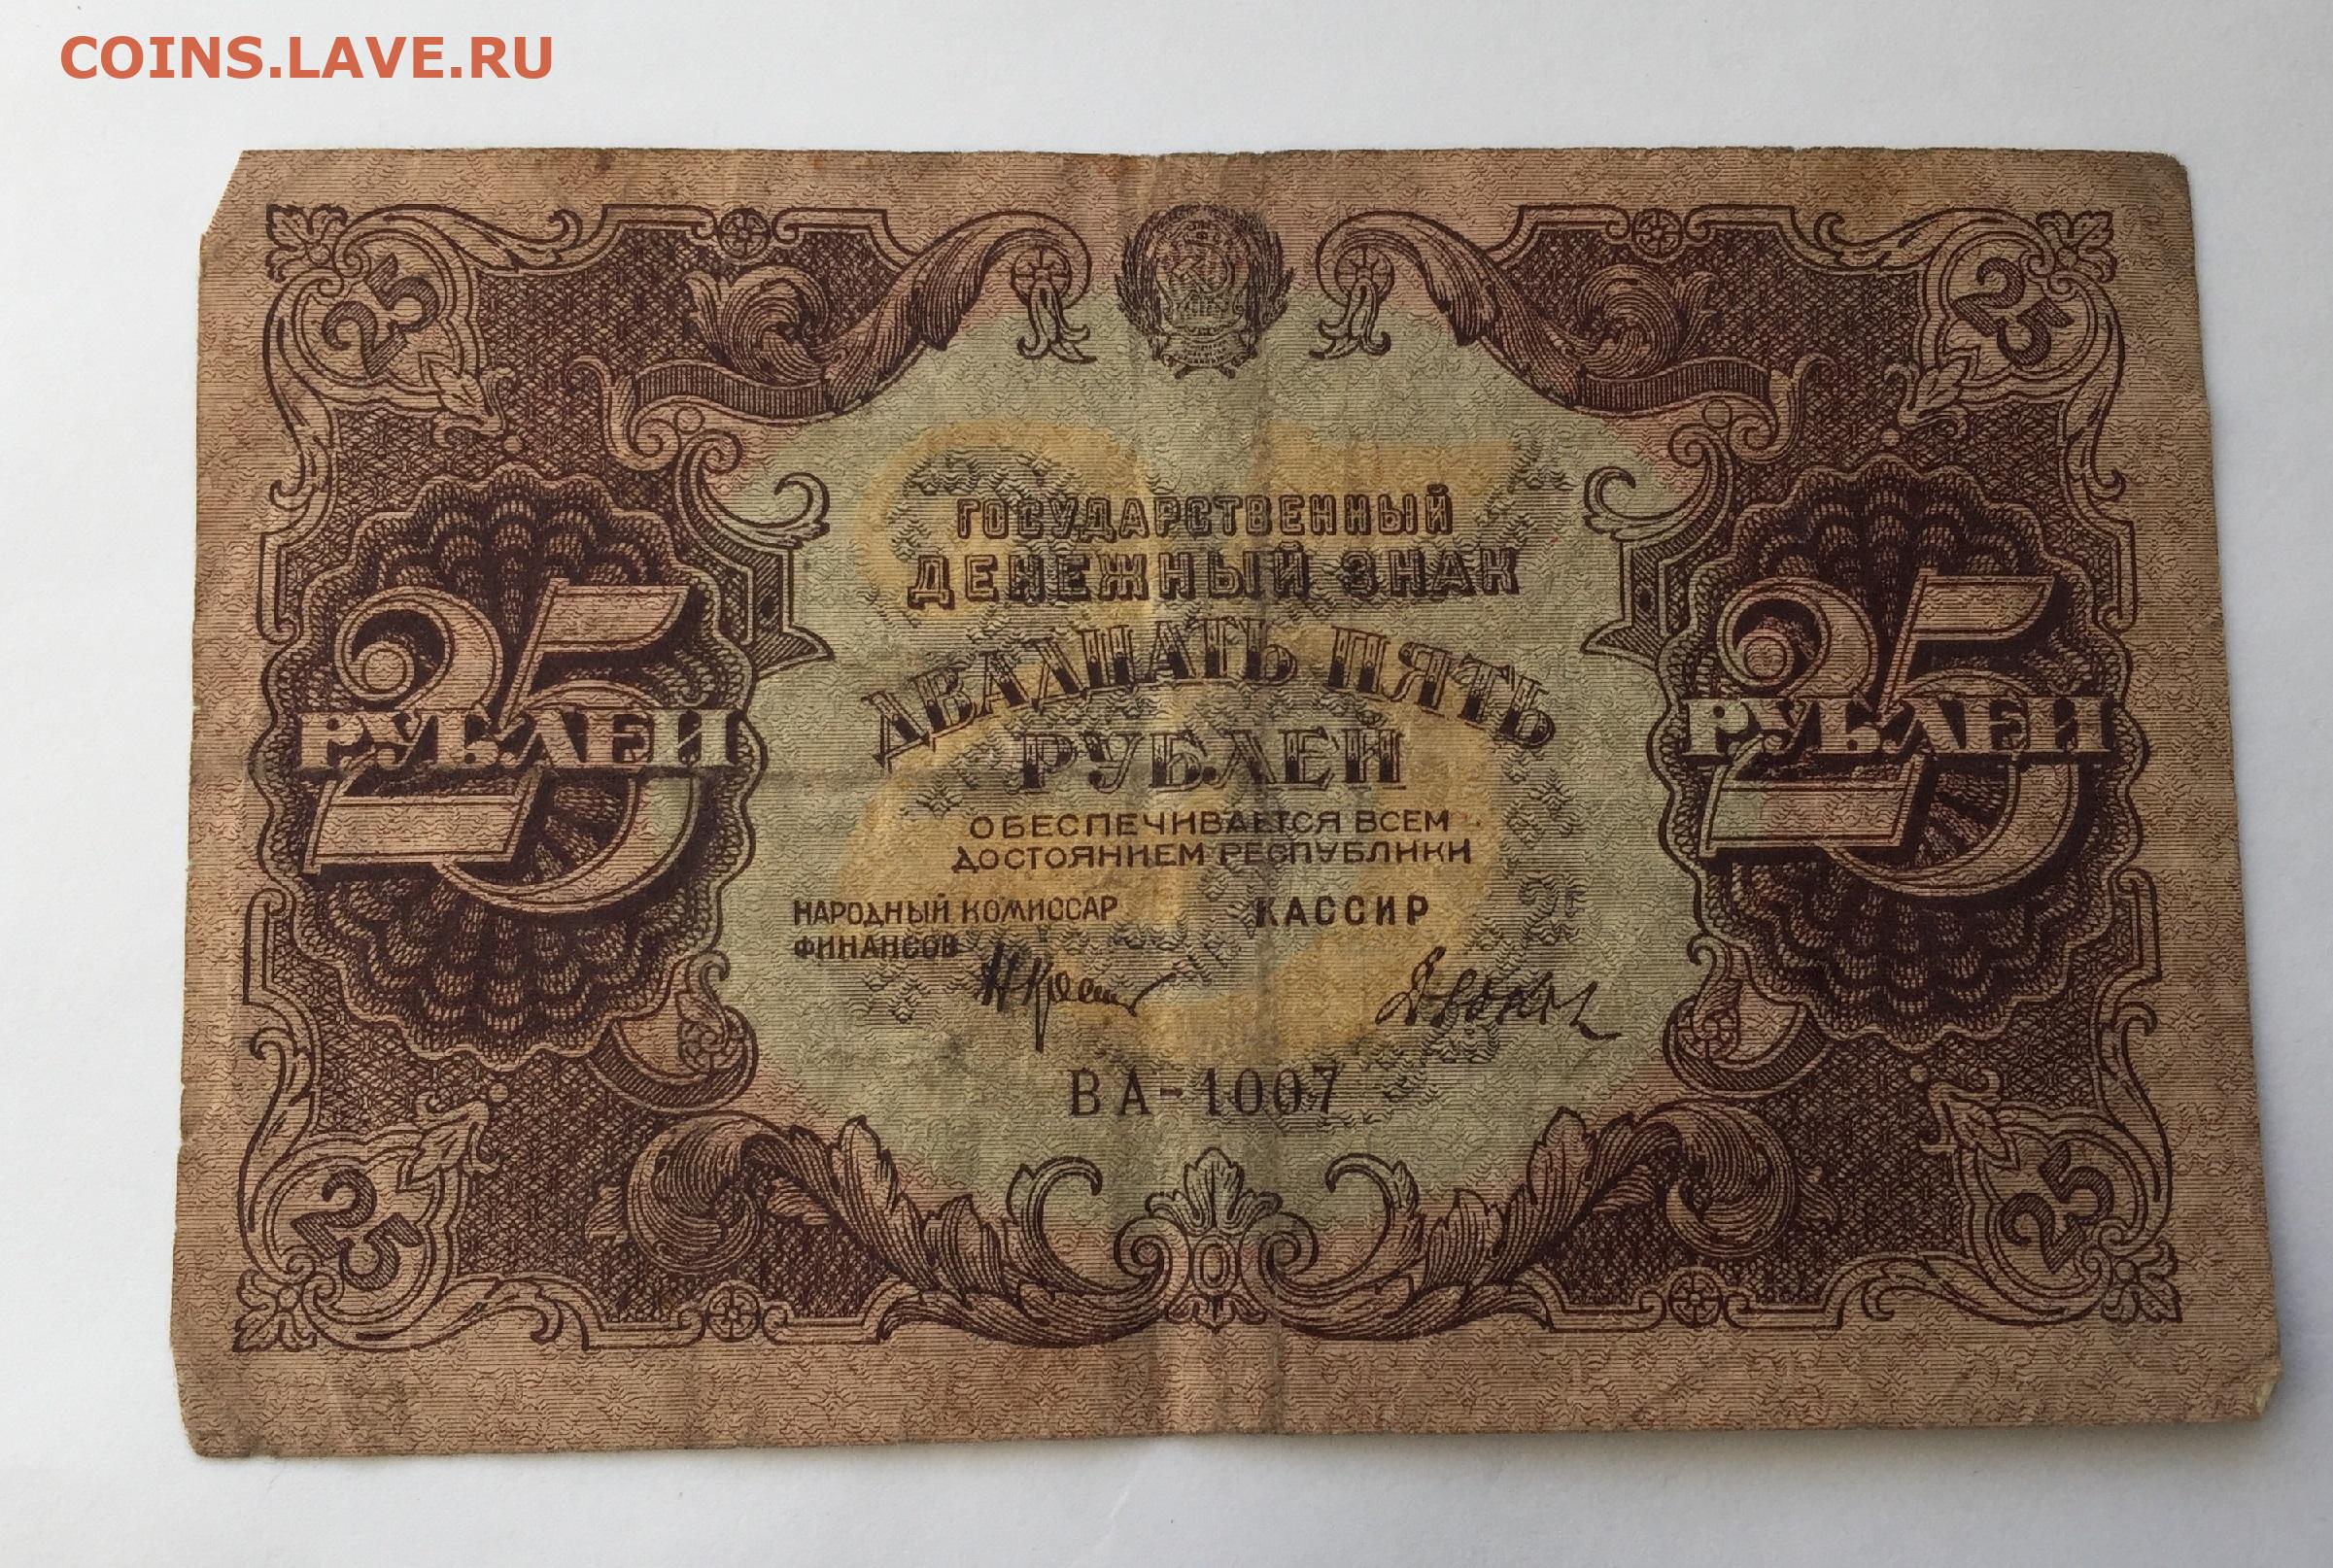 COINS.LAVE.RU
25 25
ГОСУДАРСТВЕННЫЙ
ДЕНЕЖНЫЙ ЗНАК
ДВАДЦАТЬ ПЯТЬ
РУБЛЕЙ
25 РУБЛЕЙ
25 РУБЛЕЙ
ОБЕСПЕЧИВАЕТСЯ ВСЕМ
ДОСТОЯНИЕМ РЕСПУБЛИКИ
НАРОДНЫЙ КОМИССАР КАССИР
ФИНАНСОВ
ВА-1007
25 25